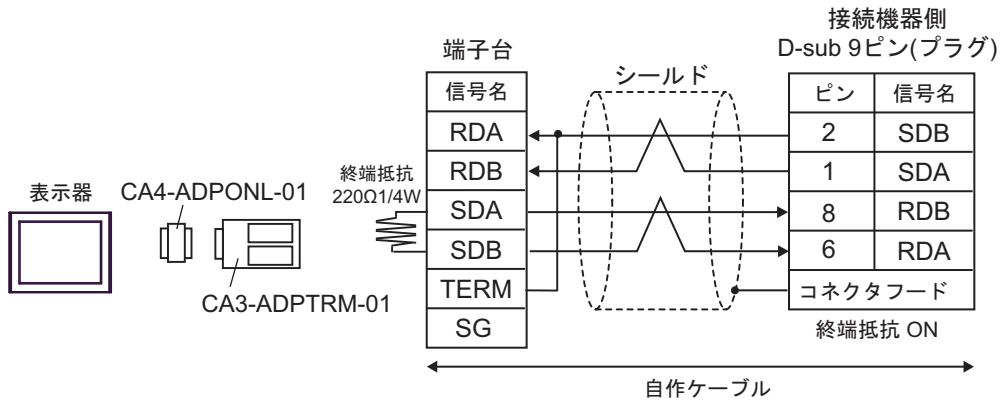 接続機器側
D-sub 9ピン(プラグ)
端子台
シールド
信号名
ピン 信号名
RDA
2 SDB
RDB
1 SDA
終端抵抗
220Ω1/4W
SDA
8 RDB
SDB
6 RDA
TERM
コネクタフード
SG
終端抵抗 ON
表示器
CA4-ADPONL-01
CA3-ADPTRM-01
自作ケーブル